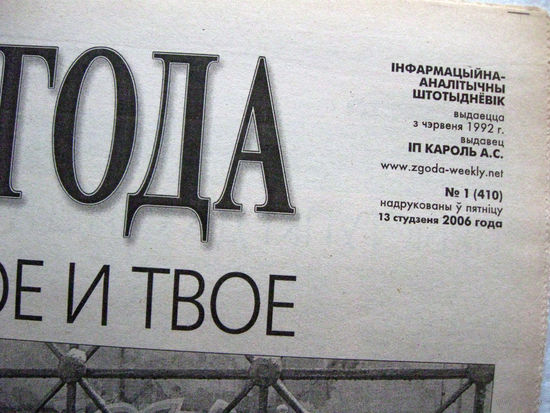 ГОДА
ОЕ И ТВОЕ
ІНФАРМАЦЫЙНА-
АНАЛІТЫЧНЫ
ШТОТЫДНЁВІК
выдаецца
з чэрвеня 1992 г.
выдавец
ІП КАРОЛЬ А.С.
www.zgoda-weekly.net
№ 1 (410)
надрукованы ў пятніцу
13 студзеня 2006 года